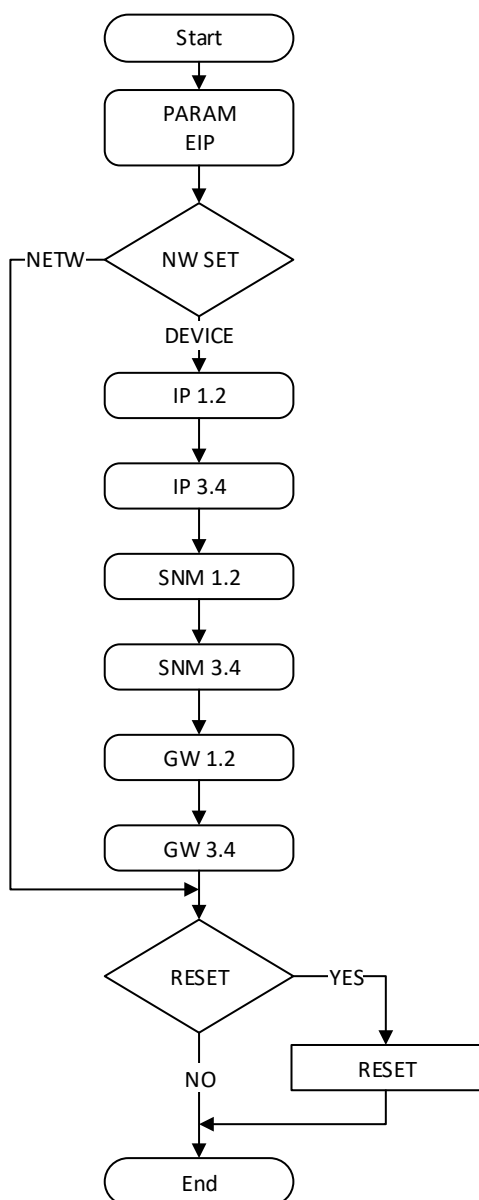 Start
PARAM
EIP
NETW
NW SET
DEVICE
IP 1.2
IP 3.4
SNM 1.2
SNM 3.4
GW 1.2
GW 3.4
RESET
YES
RESET
NO
End